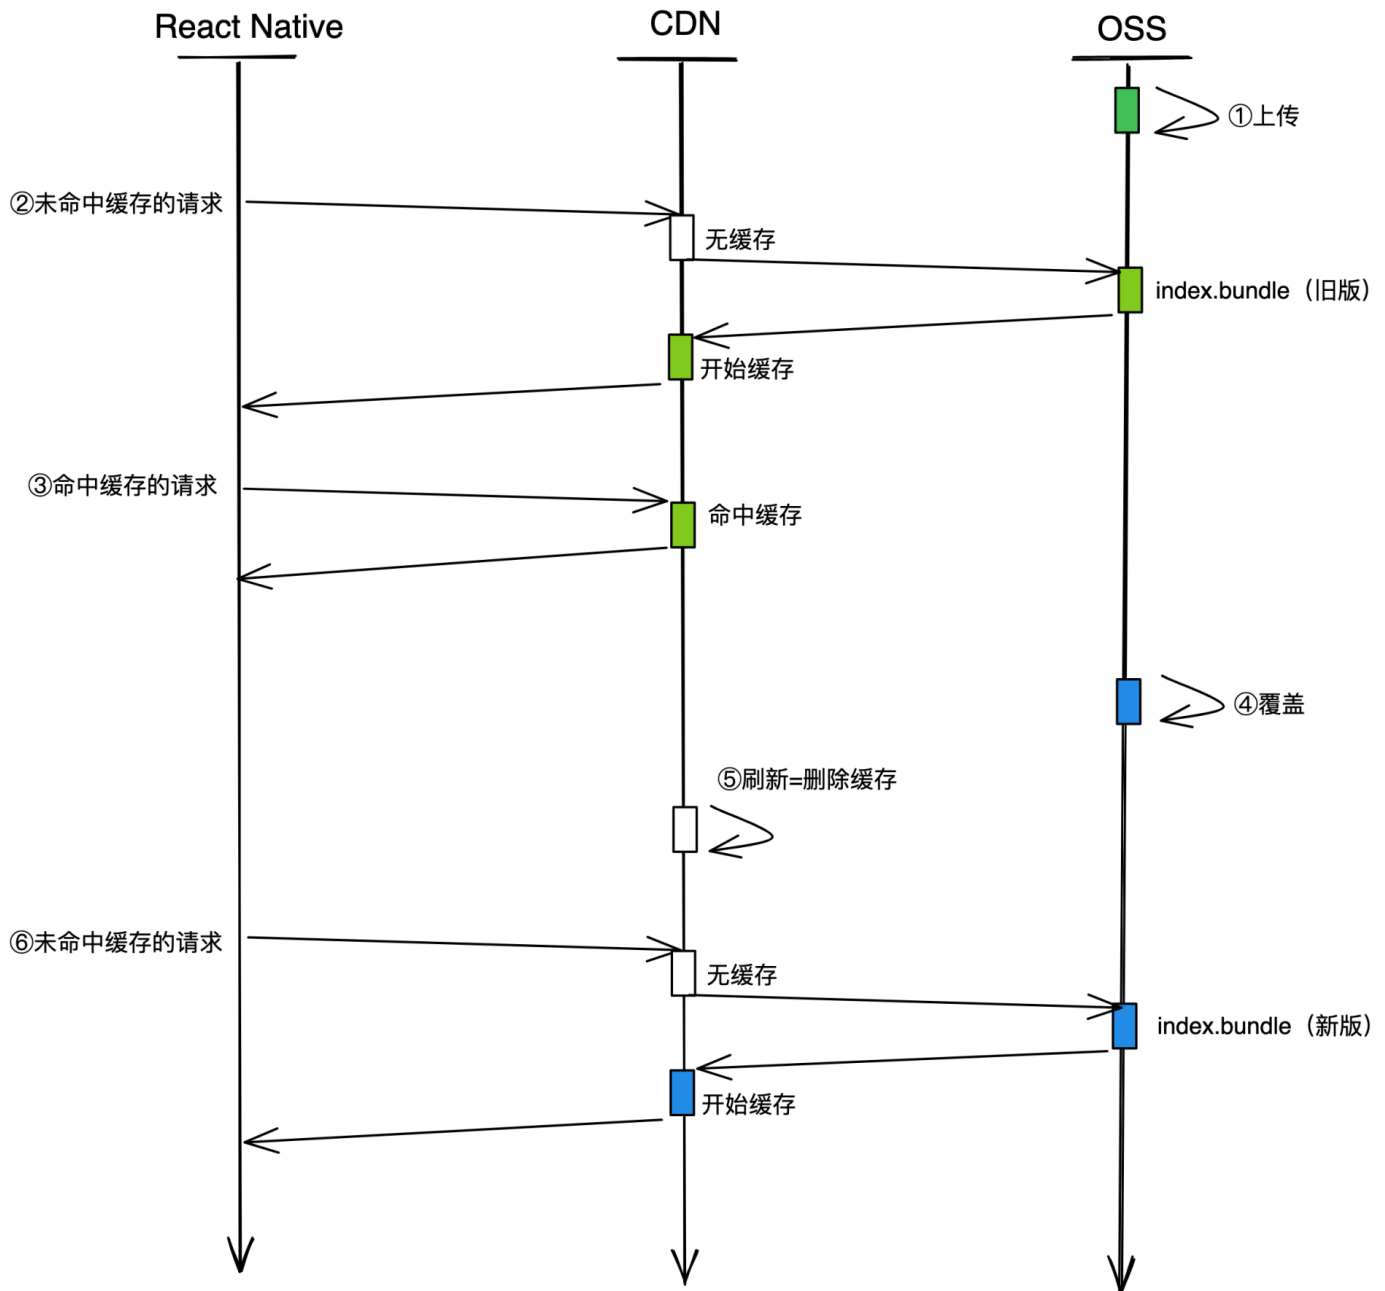 React Native
CDN
OSS
①上传
②未命中缓存的请求
无缓存
index.bundle（旧版）
开始缓存
③命中缓存的请求
命中缓存
④覆盖
⑤刷新=删除缓存
⑥未命中缓存的请求
无缓存
index.bundle（新版）
开始缓存